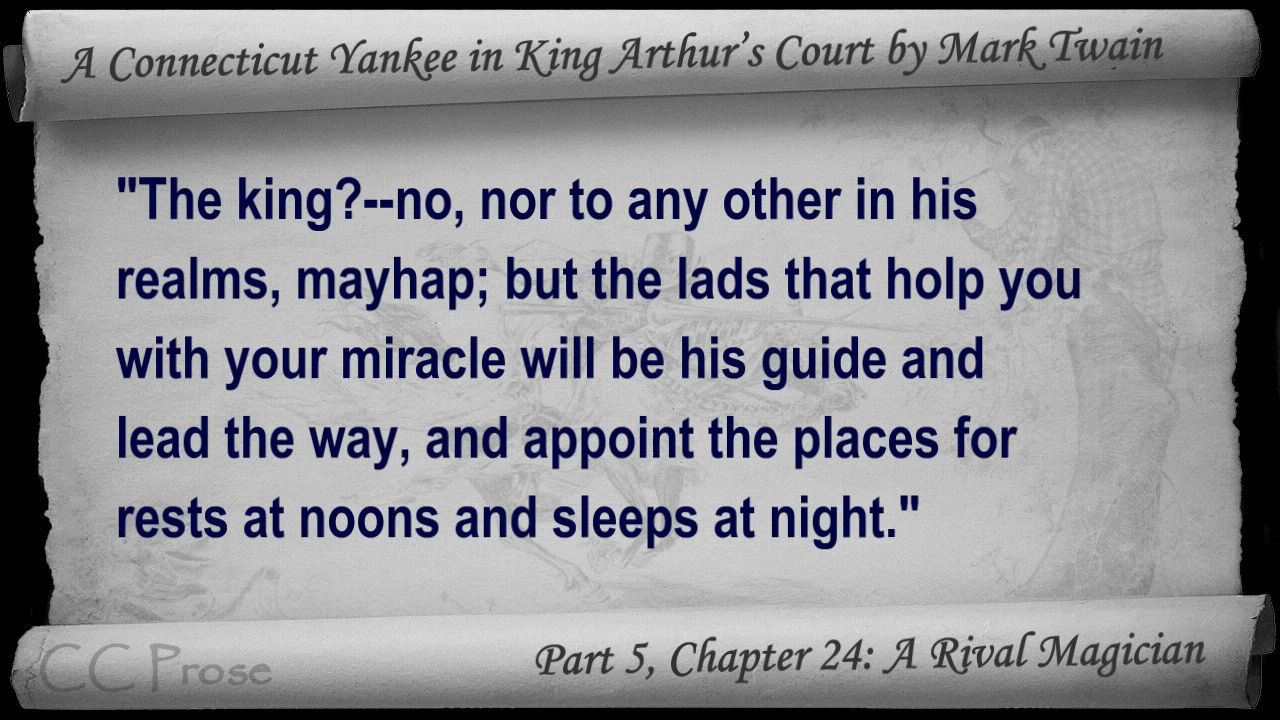 A Connecticut Yankee in King Arthur's Court by Mark Twain
"The king?--no, nor to any other in his
realms, mayhap; but the lads that holp you
with your miracle will be his guide and
lead the way, and appoint the places for
rests at noons and sleeps at night."
CC Prose
Part 5, Chapter 24: A Rival Magician